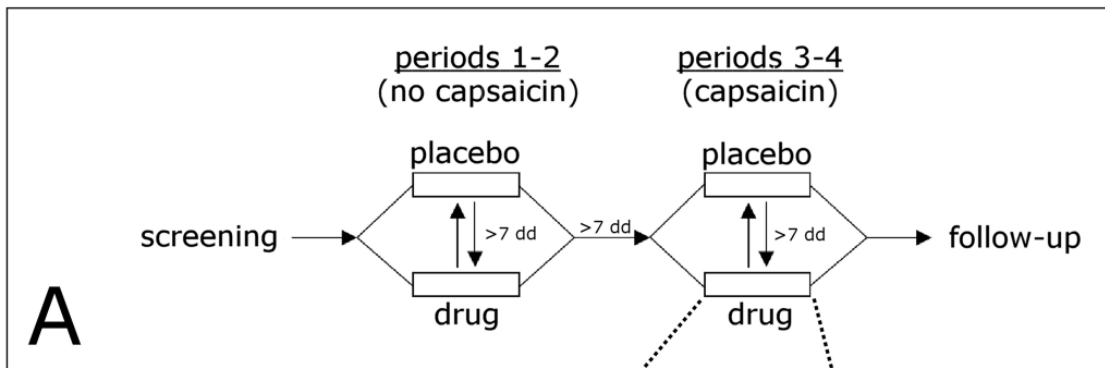 periods 1-2
(no capsaicin)
periods 3-4
(capsaicin)
placebo
placebo
screening
>7 dd
>7 dd
>7 dd
follow-up
drug
drug
A